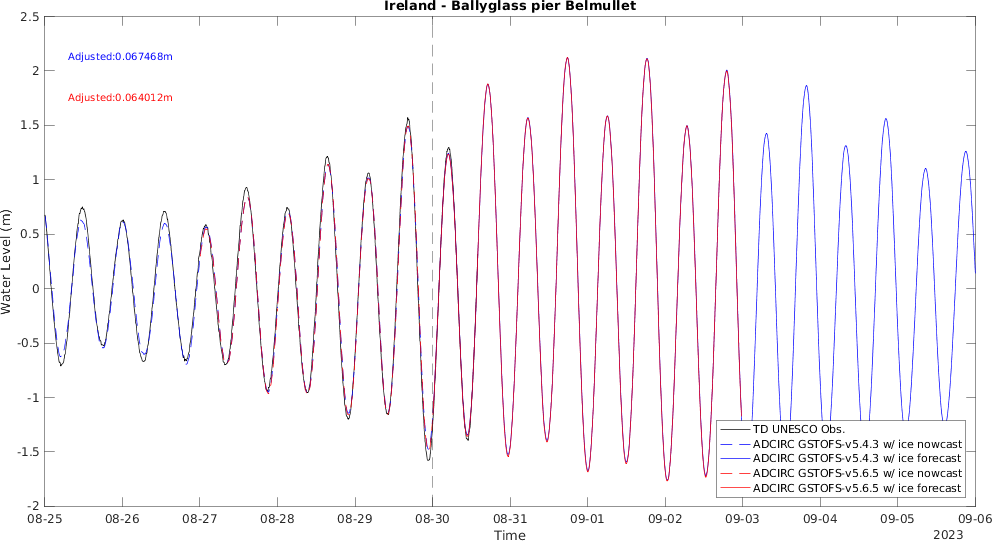 Ireland - Ballyglass pier Belmullet
2.5
2
1.5
1
0.5
0
-0.5
-1
-1.5
-2
Water Level (m)
Adjusted:0.067468m
Adjusted:0.064012m
TD UNESCO Obs.
ADCIRC GSTOFS-v5.4.3 w/ ice nowcast
ADCIRC GSTOFS-v5.4.3 w/ ice forecast
ADCIRC GSTOFS-v5.6.5 w/ ice nowcast
ADCIRC GSTOFS-v5.6.5 w/ ice forecast
08-25 08-26 08-27 08-28 08-29 08-30 08-31 09-01 09-02 09-03 09-04 09-05 09-06
Time
2023